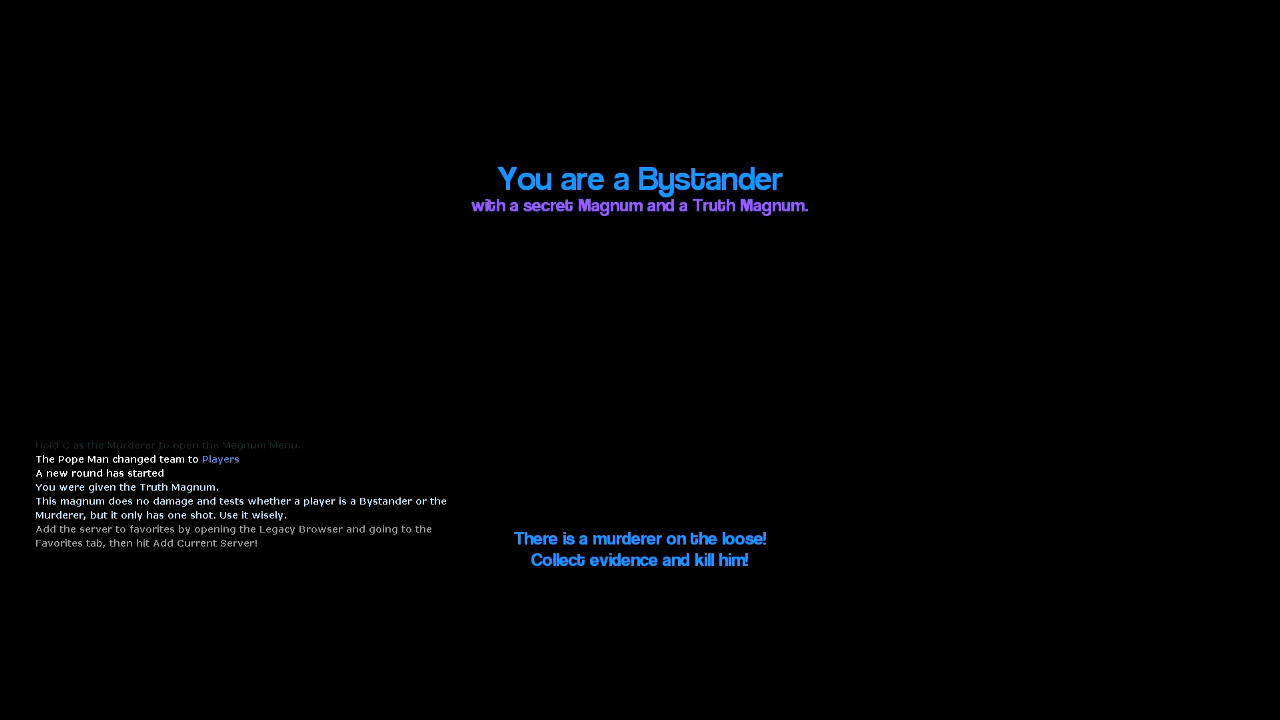 You are a Bystander
with a secret Magnum and a Truth Magnum.
Hold C as the Murderer to open the Magnum Menu.
The Pope Man changed team to Players
A new round has started
You were given the Truth Magnum.
This magnum does no damage and tests whether a player is a Bystander or the
Murderer, but it only has one shot. Use it wisely.
Add the server to favorites by opening the Legacy Browser and going to the
Favorites tab, then hit Add Current Server!
There is a murderer on the loose!
Collect evidence and kill him!